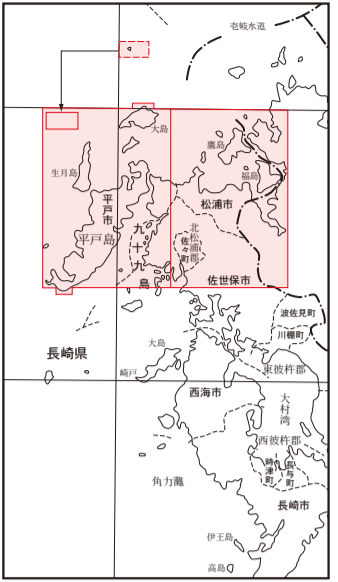 壱岐水道
大島
鷹島
生月島
福島
平戸市
松浦市
平戸島
九十九島
北松浦郡
佐々町
佐世保市
波佐見町
川棚町
長崎県
大島
崎戸
東彼杵郡
西海市
大村湾
西彼杵郡
時津町
長与町
角力灘
長崎市
伊王島
高島